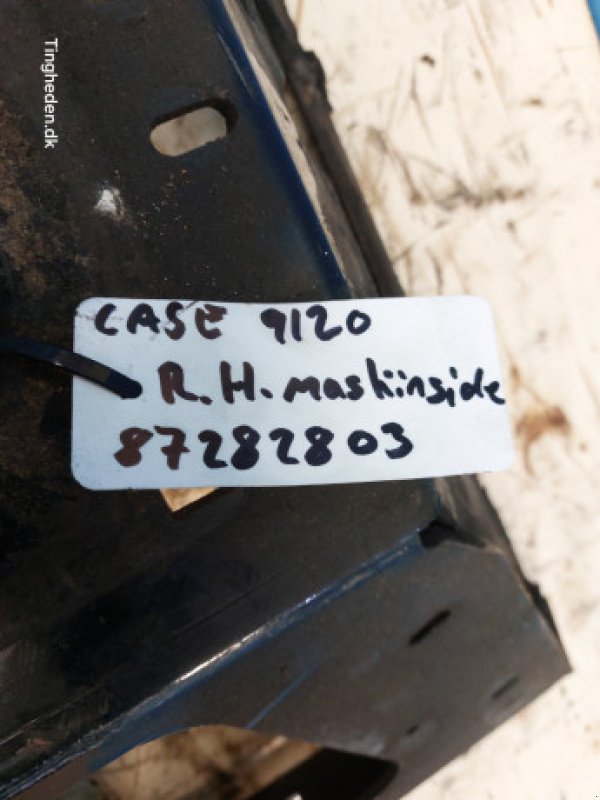 Tingheden.dk
CASE 9120
R.H. maskinside
87282803